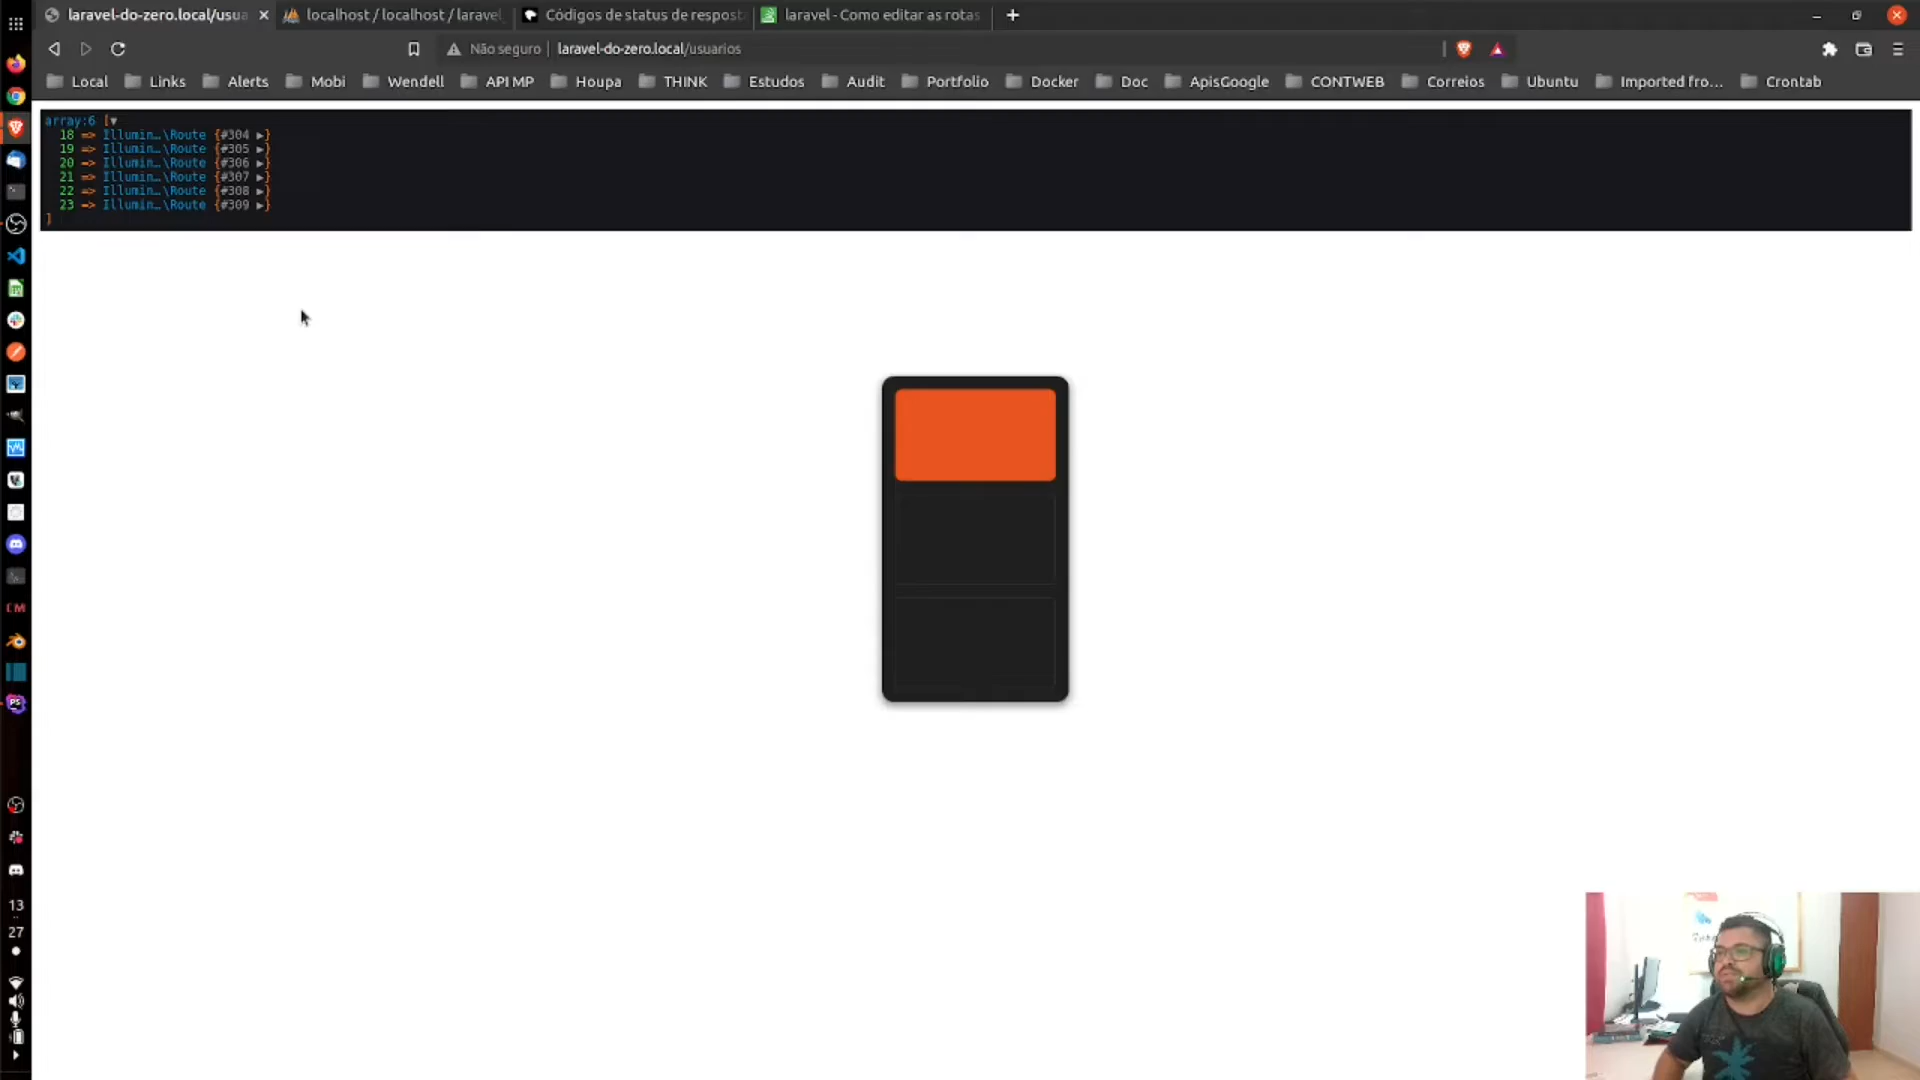 laravel-do-zero.local/usua
localhost / localhost / laravel
Códigos de status de respost
laravel - Como editar as rotas
Não seguro
laravel-do-zero.local/usuarios
Local
Links
Alerts
Mobi
Wendell
API MP
Houpa
THINK
Estudos
Audit
Portfolio
Docker
Doc
ApisGoogle
CONTWEB
Correios
Ubuntu
Imported fro...
Crontab
array:6 [▼
18 => Illumin…\Route {#304 ▶}
19 => Illumin…\Route {#305 ▶}
20 => Illumin…\Route {#306 ▶}
21 => Illumin…\Route {#307 ▶}
22 => Illumin…\Route {#308 ▶}
23 => Illumin…\Route {#309 ▶}
]
PS
13
27